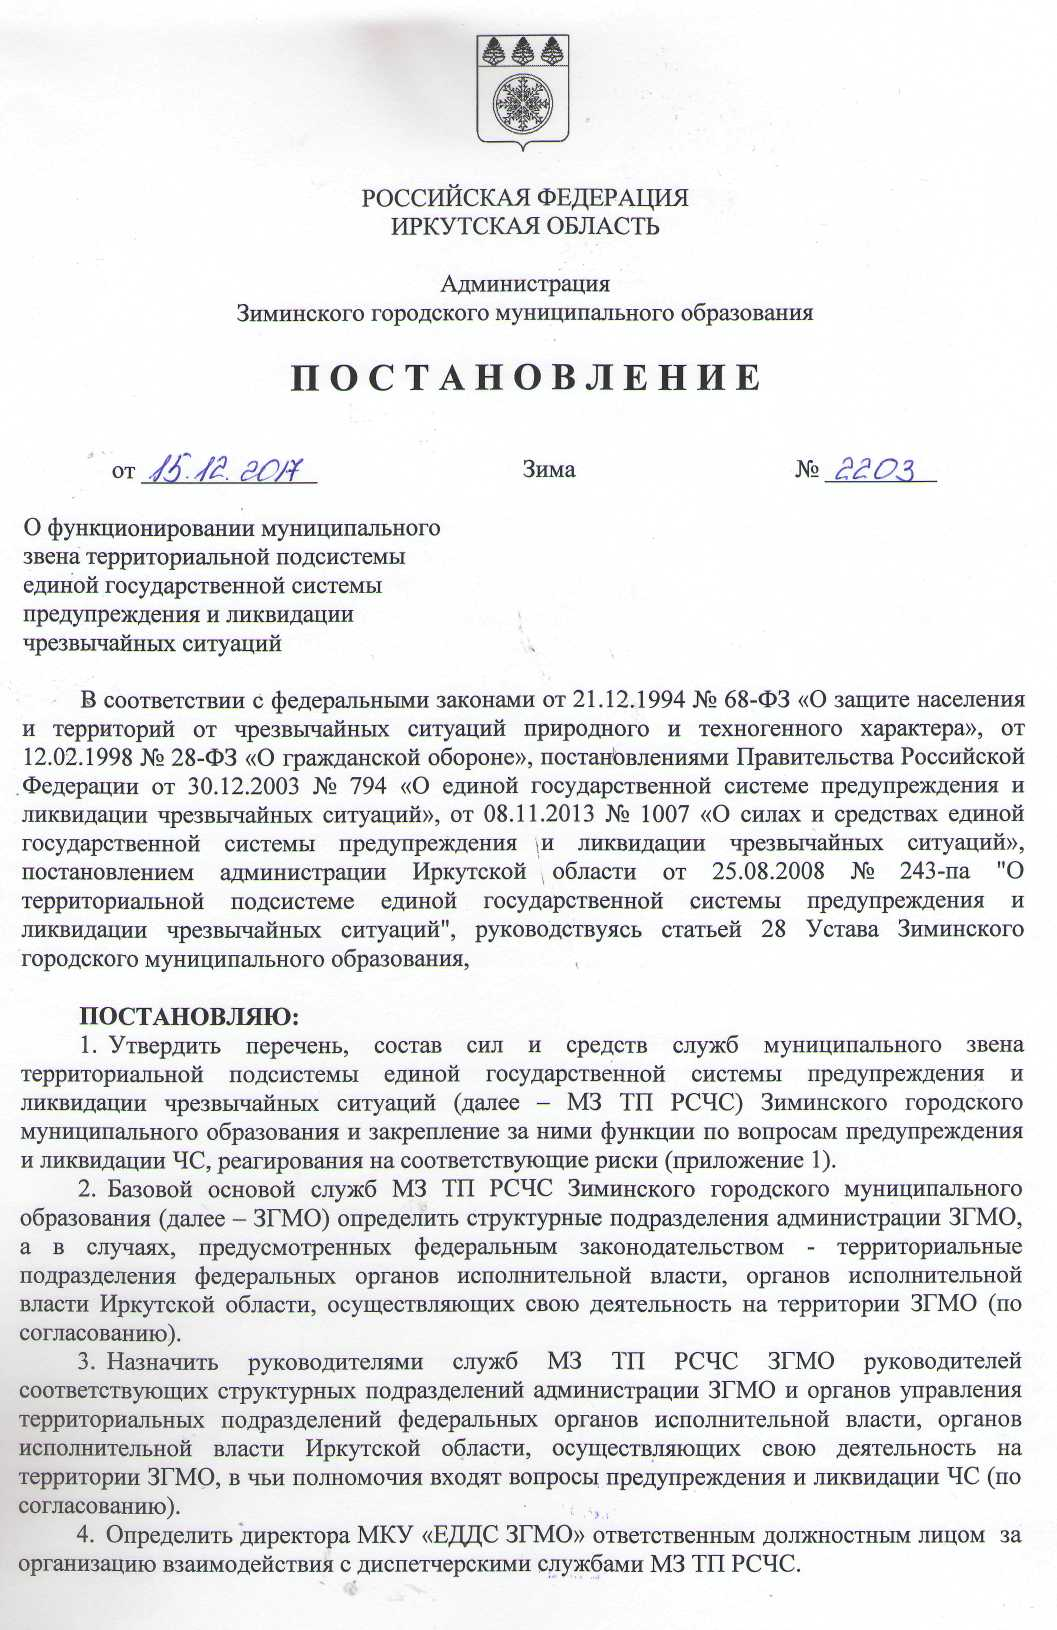 РОССИЙСКАЯ ФЕДЕРАЦИЯ
ИРКУТСКАЯ ОБЛАСТЬ
Администрация
Зиминского городского муниципального образования
П О С Т А Н О В Л Е Н И Е
от 15.12.2017 Зима № 2203
О функционировании муниципального
звена территориальной подсистемы
единой государственной системы
предупреждения и ликвидации
чрезвычайных ситуаций
В соответствии с федеральными законами от 21.12.1994 № 68-ФЗ «О защите населения
и территорий от чрезвычайных ситуаций природного и техногенного характера», от
12.02.1998 № 28-ФЗ «О гражданской обороне», постановлениями Правительства Российской
Федерации от 30.12.2003 № 794 «О единой государственной системе предупреждения и
ликвидации чрезвычайных ситуаций», от 08.11.2013 № 1007 «О силах и средствах единой
государственной системы предупреждения и ликвидации чрезвычайных ситуаций»,
постановлением администрации Иркутской области от 25.08.2008 № 243-па "О
территориальной подсистеме единой государственной системы предупреждения и
ликвидации чрезвычайных ситуаций", руководствуясь статьей 28 Устава Зиминского
городского муниципального образования,
ПОСТАНОВЛЯЮ:
1. Утвердить перечень, состав сил и средств служб муниципального звена
территориальной подсистемы единой государственной системы предупреждения и
ликвидации чрезвычайных ситуаций (далее – МЗ ТП РСЧС) Зиминского городского
муниципального образования и закрепление за ними функции по вопросам предупреждения
и ликвидации ЧС, реагирования на соответствующие риски (приложение 1).
2. Базовой основой служб МЗ ТП РСЧС Зиминского городского муниципального
образования (далее – ЗГМО) определить структурные подразделения администрации ЗГМО,
а в случаях, предусмотренных федеральным законодательством - территориальные
подразделения федеральных органов исполнительной власти, органов исполнительной
власти Иркутской области, осуществляющих свою деятельность на территории ЗГМО (по
согласованию).
3. Назначить руководителями служб МЗ ТП РСЧС ЗГМО руководителей
соответствующих структурных подразделений администрации ЗГМО и органов управления
территориальных подразделений федеральных органов исполнительной власти, органов
исполнительной власти Иркутской области, осуществляющих свою деятельность на
территории ЗГМО, в чьи полномочия входят вопросы предупреждения и ликвидации ЧС (по
согласованию).
4. Определить директора МКУ «ЕДДС ЗГМО» ответственным должностным лицом за
организацию взаимодействия с диспетчерскими службами МЗ ТП РСЧС.